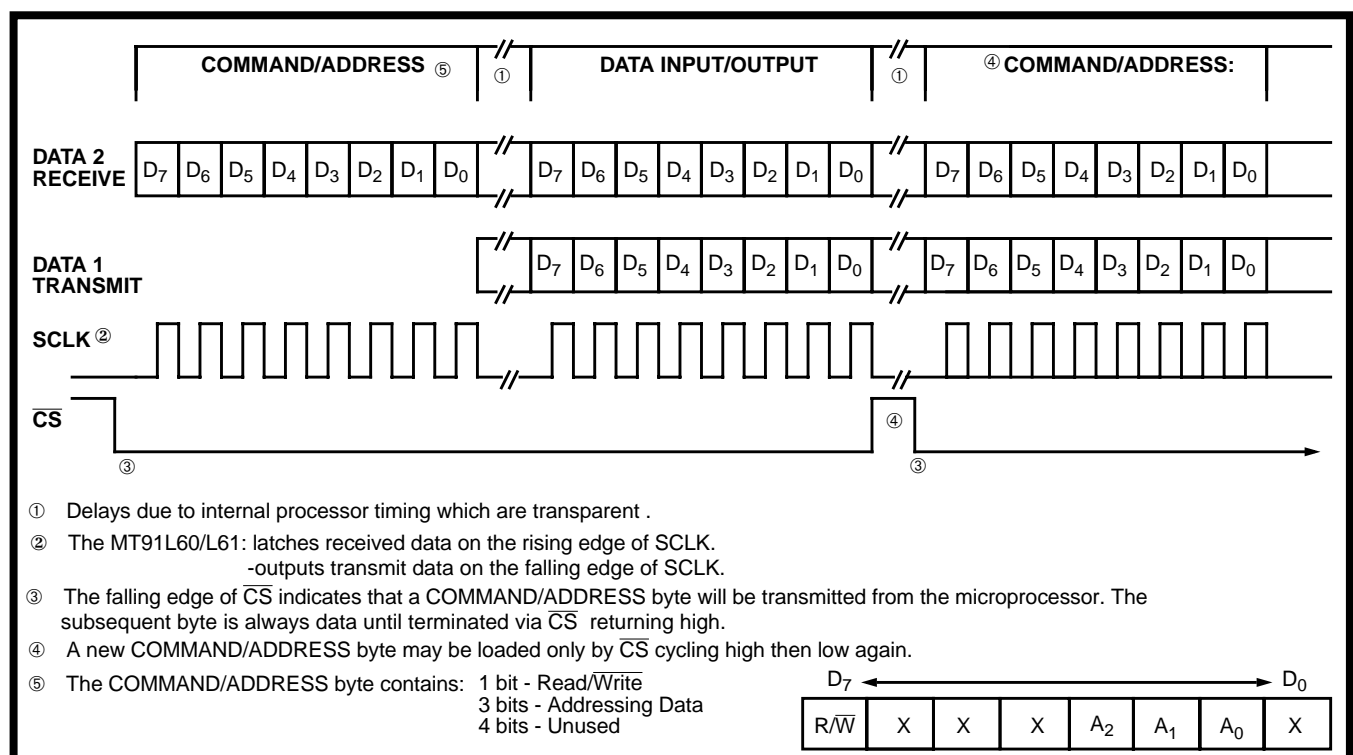 COMMAND/ADDRESS ⑤ ① DATA INPUT/OUTPUT ① ④ COMMAND/ADDRESS:
DATA 2
RECEIVE
D7 D6 D5 D4 D3 D2 D1 D0 D7 D6 D5 D4 D3 D2 D1 D0 D7 D6 D5 D4 D3 D2 D1 D0
DATA 1
TRANSMIT
D7 D6 D5 D4 D3 D2 D1 D0 D7 D6 D5 D4 D3 D2 D1 D0
SCLK ②
C̅S̅ ④
③ ③
① Delays due to internal processor timing which are transparent .
② The MT91L60/L61: latches received data on the rising edge of SCLK.
-outputs transmit data on the falling edge of SCLK.
③ The falling edge of C̅S̅ indicates that a COMMAND/ADDRESS byte will be transmitted from the microprocessor. The
subsequent byte is always data until terminated via C̅S̅ returning high.
④ A new COMMAND/ADDRESS byte may be loaded only by C̅S̅ cycling high then low again.
⑤ The COMMAND/ADDRESS byte contains: 1 bit - Read/W̅r̅i̅t̅e̅
3 bits - Addressing Data
4 bits - Unused
D7 D0
R/W̅ X X X A2 A1 A0 X